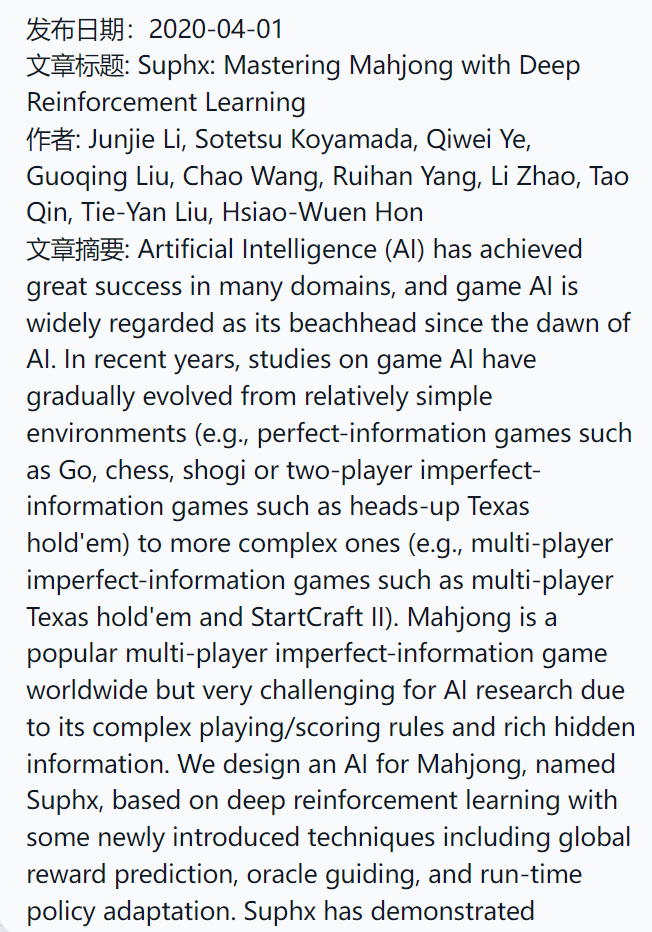 发布日期：2020-04-01
文章标题: Suphx: Mastering Mahjong with Deep
Reinforcement Learning
作者: Junjie Li, Sotetsu Koyamada, Qiwei Ye,
Guoqing Liu, Chao Wang, Ruihan Yang, Li Zhao, Tao
Qin, Tie-Yan Liu, Hsiao-Wuen Hon
文章摘要: Artificial Intelligence (AI) has achieved
great success in many domains, and game AI is
widely regarded as its beachhead since the dawn of
AI. In recent years, studies on game AI have
gradually evolved from relatively simple
environments (e.g., perfect-information games such
as Go, chess, shogi or two-player imperfect-
information games such as heads-up Texas
hold'em) to more complex ones (e.g., multi-player
imperfect-information games such as multi-player
Texas hold'em and StartCraft II). Mahjong is a
popular multi-player imperfect-information game
worldwide but very challenging for AI research due
to its complex playing/scoring rules and rich hidden
information. We design an AI for Mahjong, named
Suphx, based on deep reinforcement learning with
some newly introduced techniques including global
reward prediction, oracle guiding, and run-time
policy adaptation. Suphx has demonstrated